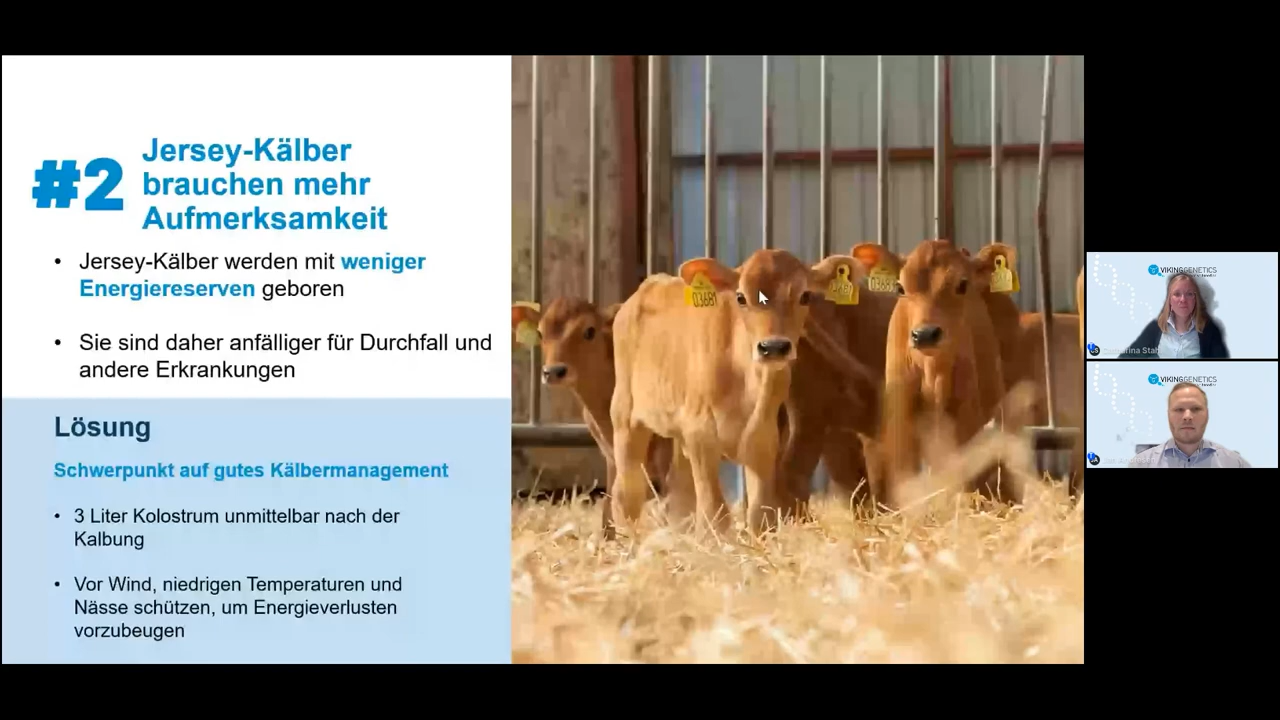 #2
Jersey-Kälber
brauchen mehr
Aufmerksamkeit
• Jersey-Kälber werden mit weniger
Energiereserven geboren
• Sie sind daher anfälliger für Durchfall und
andere Erkrankungen
Lösung
Schwerpunkt auf gutes Kälbermanagement
• 3 Liter Kolostrum unmittelbar nach der
Kalbung
• Vor Wind, niedrigen Temperaturen und
Nässe schützen, um Energieverlusten
vorzubeugen
03681
VIKINGGENETICS
VIKINGGENETICS